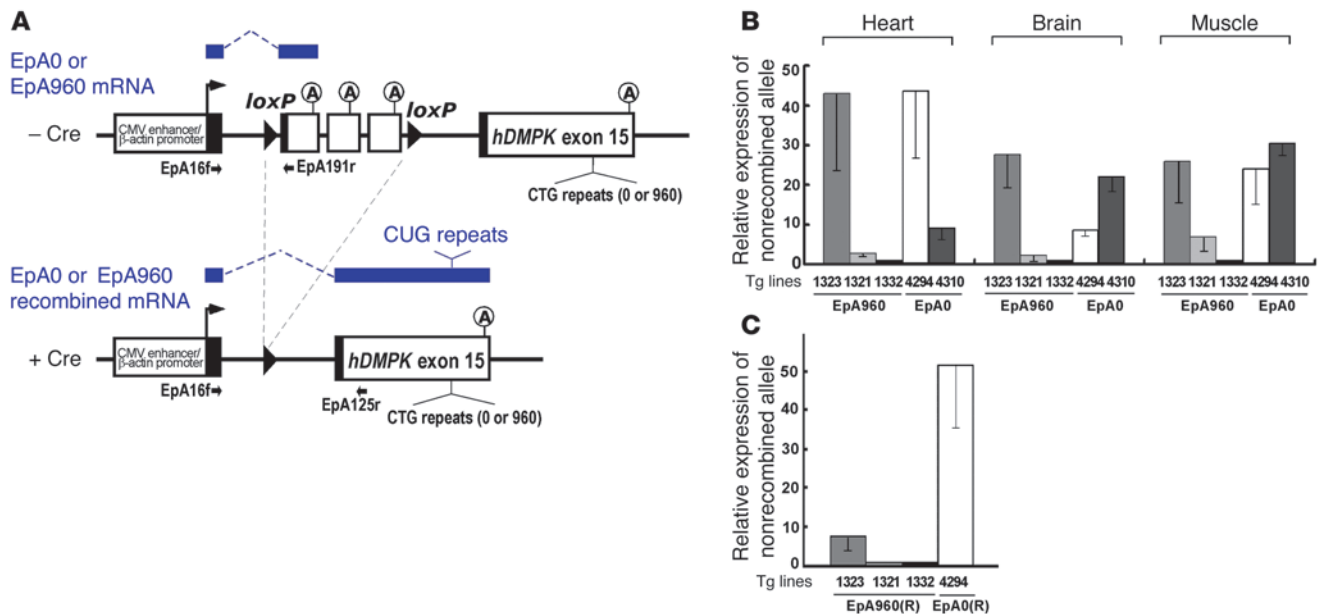 A
EpA0 or
EpA960 mRNA
A A A A
loxP loxP
– Cre
CMV enhancer/
β-actin promoter
hDMPK exon 15
EpA16f
EpA191r
CTG repeats (0 or 960)
CUG repeats
EpA0 or EpA960
recombined mRNA
A
+ Cre
CMV enhancer/
β-actin promoter
hDMPK exon 15
EpA16f
EpA125r
CTG repeats (0 or 960)
B
Heart Brain Muscle
Relative expression of
nonrecombined allele
50
40
30
20
10
0
Tg lines 1323 1321 1332 4294 4310 1323 1321 1332 4294 4310 1323 1321 1332 4294 4310
EpA960 EpA0 EpA960 EpA0 EpA960 EpA0
C
Relative expression of
nonrecombined allele
50
40
30
20
10
0
Tg lines 1323 1321 1332 4294
EpA960(R) EpA0(R)